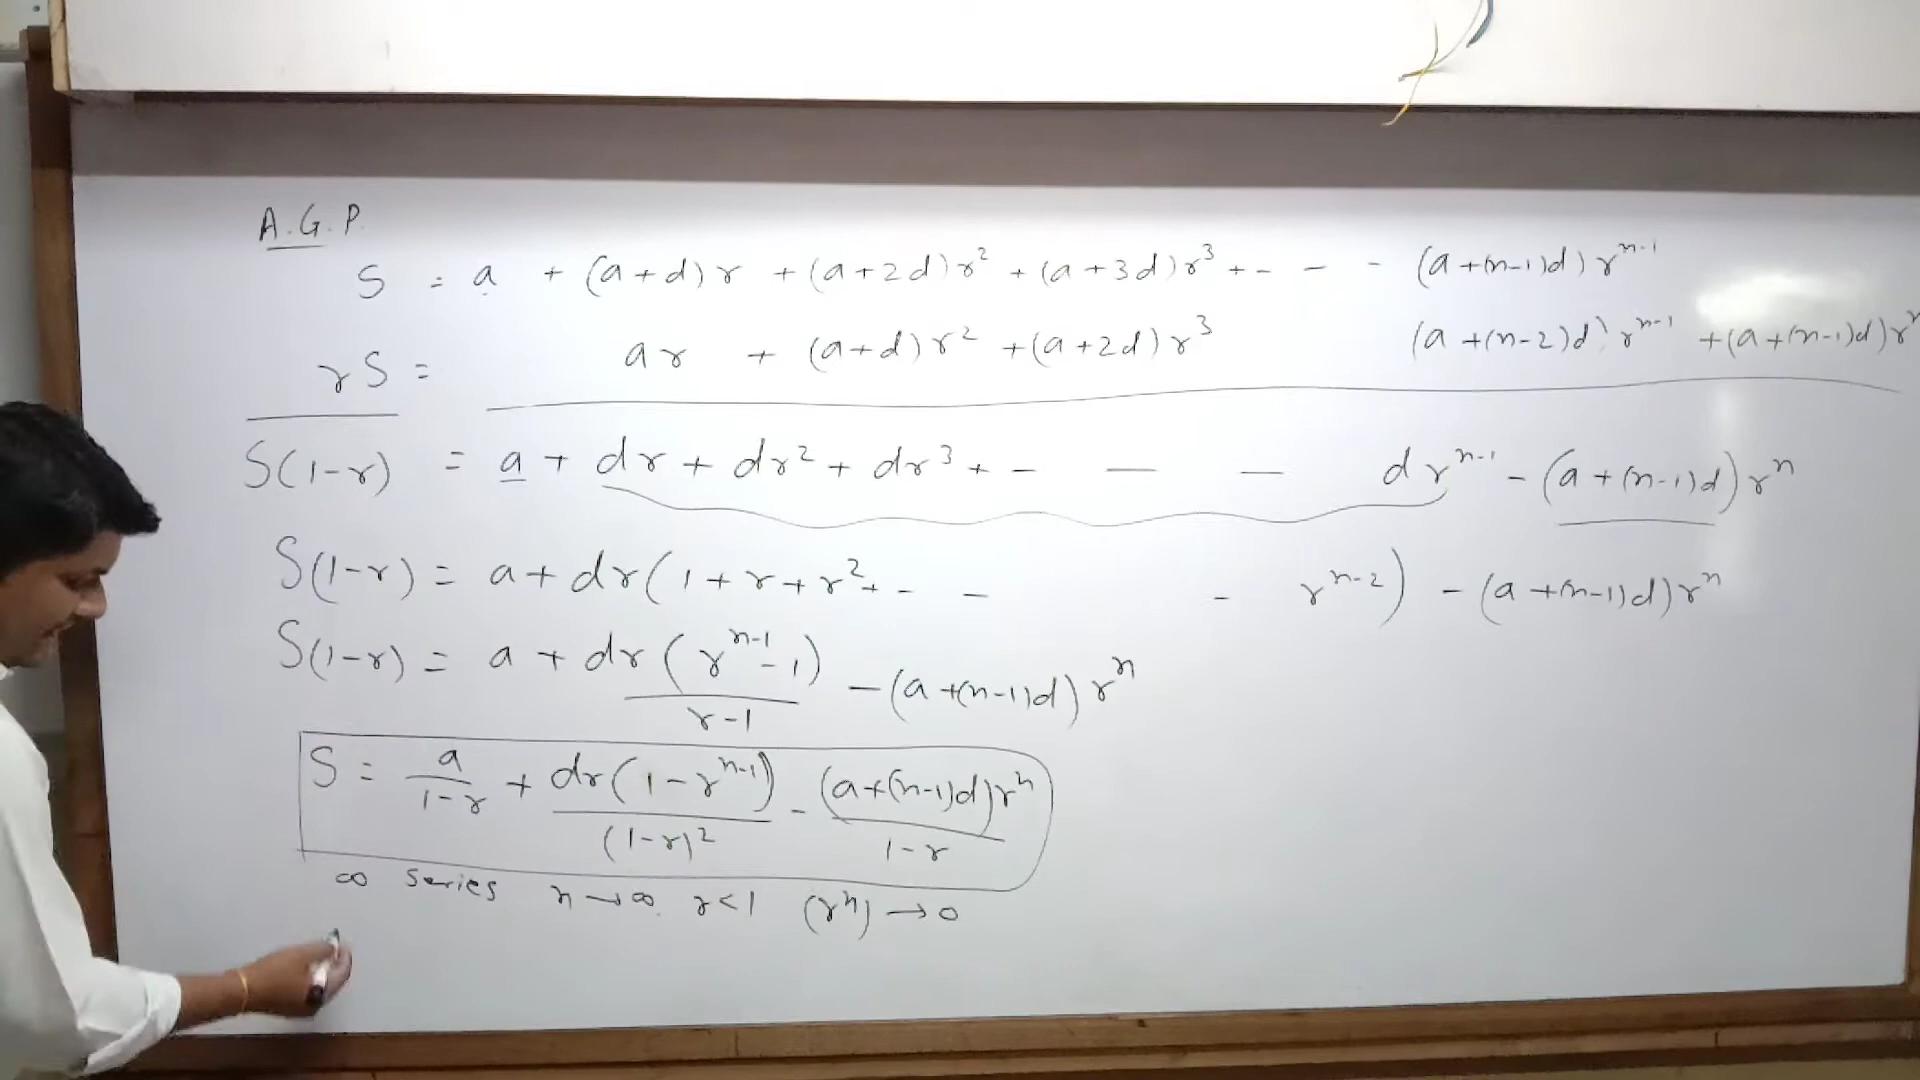 A.G.P.
S = a + (a+d)r + (a+2d)r² + (a+3d)r³ + - - - (a+(n-1)d)r^{n-1}
rS = ar + (a+d)r² + (a+2d)r³ (a+(n-2)d)r^{n-1} + (a+(n-1)d)r^n
S(1-r) = a + dr + dr² + dr³ + - - - dr^{n-1} - (a+(n-1)d)r^n
S(1-r) = a + dr(1+r+r²+ - - - r^{n-2}) - (a+(n-1)d)r^n
S(1-r) = a + dr(r^{n-1}-1)/(r-1) - (a+(n-1)d)r^n
S = a/(1-r) + dr(1-r^{n-1})/(1-r)² - (a+(n-1)d)r^n/(1-r)
∞ series n→∞ r<1 (r^n)→0